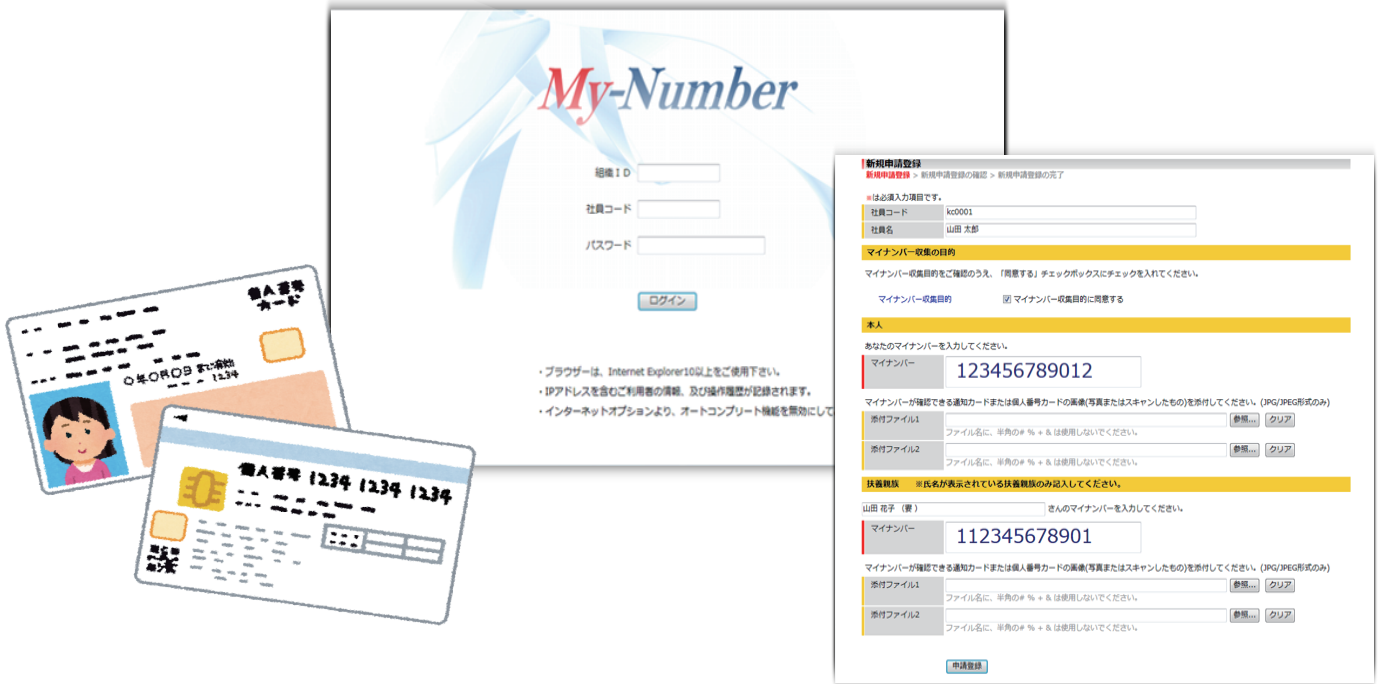 My-Number
組織ID
社員コード
パスワード
ログイン
・ブラウザーは、Internet Explorer10以上をご使用下さい。
・IPアドレスを含むご利用者の情報、及び操作履歴が記録されます。
・インターネットオプションより、オートコンプリート機能を無効にして
個人番号
カード
0年0月0日 まで有効
1234
個人番号 1234 1234 1234
新規申請登録
新規申請登録 > 新規申請登録の確認 > 新規申請登録の完了
※は必須入力項目です。
社員コード kc0001
社員名 山田 太郎
マイナンバー収集の目的
マイナンバー収集目的をご確認のうえ、「同意する」チェックボックスにチェックを入れてください。
マイナンバー収集目的 マイナンバー収集目的に同意する
本人
あなたのマイナンバーを入力してください。
マイナンバー 123456789012
マイナンバーが確認できる通知カードまたは個人番号カードの画像(写真またはスキャンしたもの)を添付してください。(JPG/JPEG形式のみ)
添付ファイル1 参照... クリア
ファイル名に、半角の# % + & は使用しないでください。
添付ファイル2 参照... クリア
ファイル名に、半角の# % + & は使用しないでください。
扶養親族 ※氏名が表示されている扶養親族のみ記入してください。
山田 花子 (妻) さんのマイナンバーを入力してください。
マイナンバー 112345678901
マイナンバーが確認できる通知カードまたは個人番号カードの画像(写真またはスキャンしたもの)を添付してください。(JPG/JPEG形式のみ)
添付ファイル1 参照... クリア
ファイル名に、半角の# % + & は使用しないでください。
添付ファイル2 参照... クリア
ファイル名に、半角の# % + & は使用しないでください。
申請登録